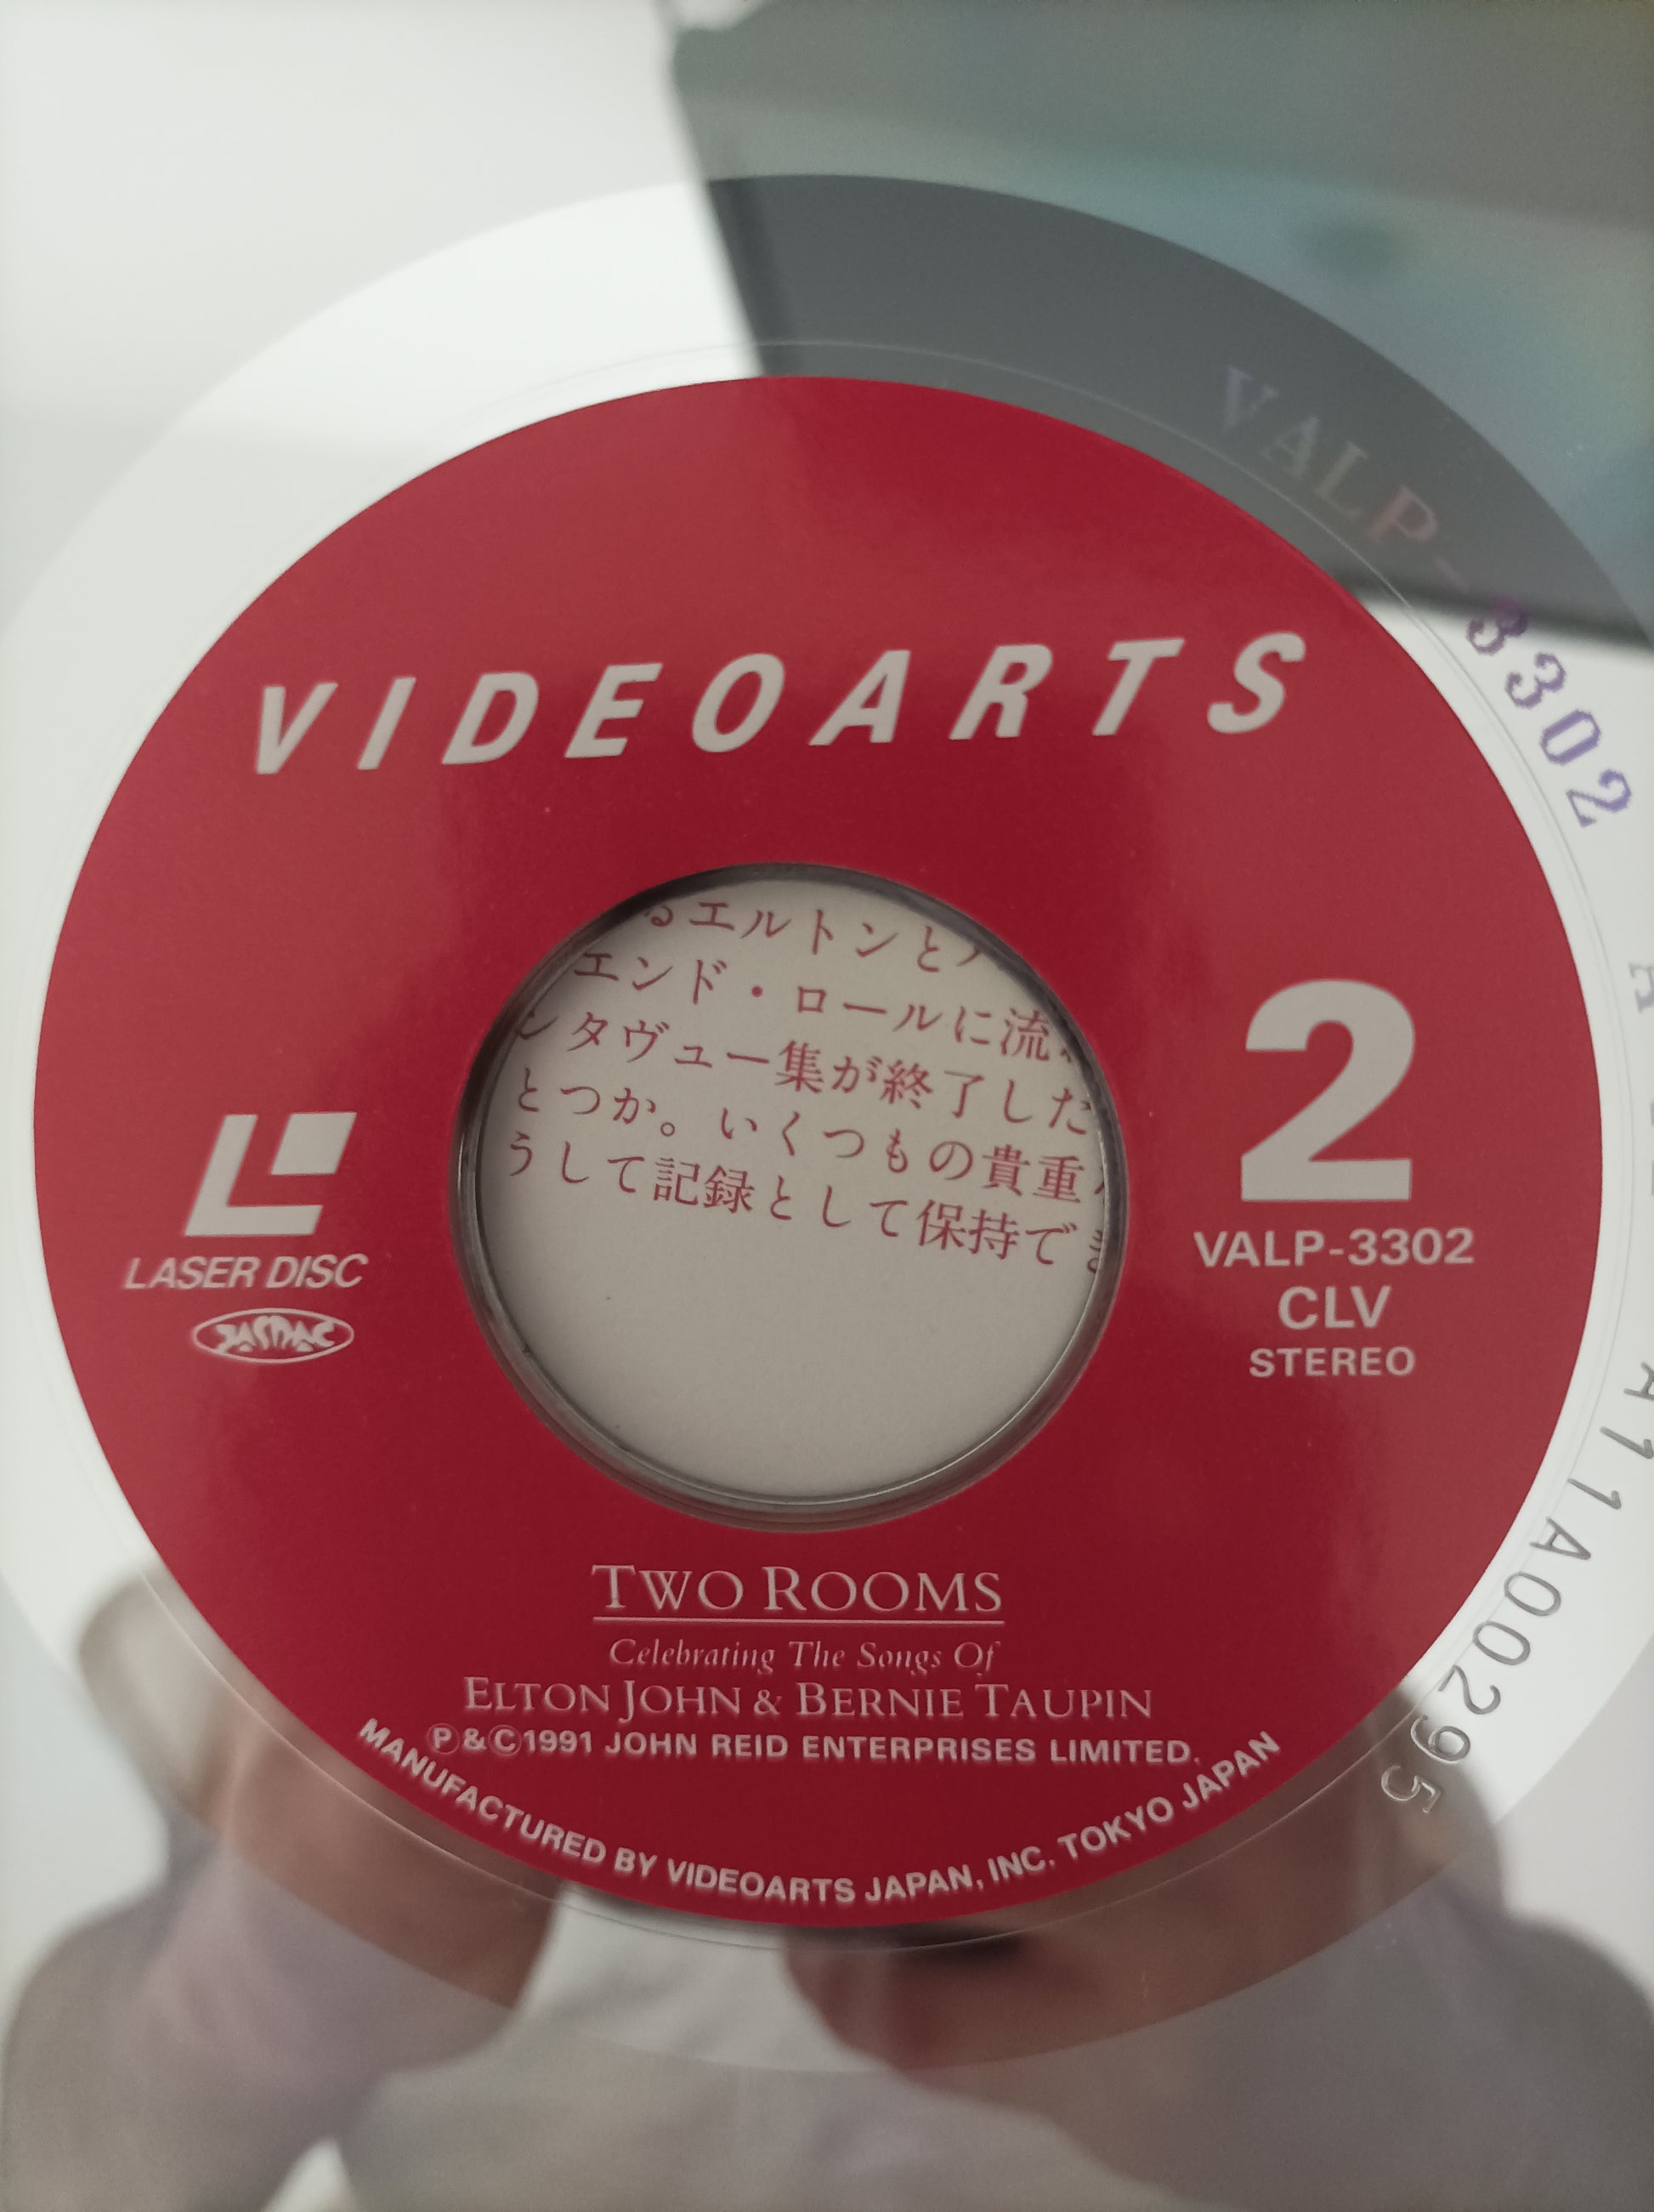 VIDEOARTS
VALP-3302
るエルトンと
エンド・ロールに流
ンタヴュー集が終了した
とつか。いくつもの貴重
うして記録として保持で
2
VALP-3302
CLV
STEREO
LASER DISC
JASRAC
A11A00295
TWO ROOMS
Celebrating The Songs Of
ELTON JOHN & BERNIE TAUPIN
Ⓟ&Ⓒ1991 JOHN REID ENTERPRISES LIMITED.
MANUFACTURED BY VIDEOARTS JAPAN, INC. TOKYO JAPAN